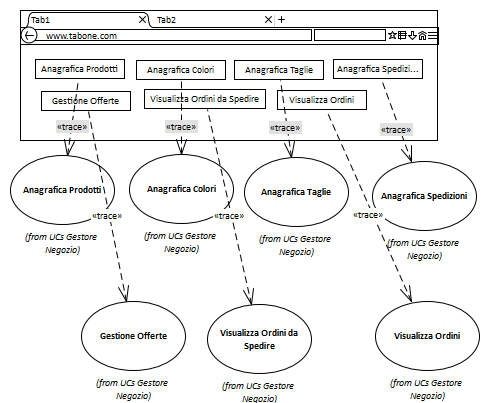 Tab1
Tab2
+
www.tabone.com
Anagrafica Prodotti
Anagrafica Colori
Anagrafica Taglie
Anagrafica Spedizi...
Gestione Offerte
Visualizza Ordini da Spedire
Visualizza Ordini
«trace»
«trace»
«trace»
«trace»
Anagrafica Prodotti
Anagrafica Colori
Anagrafica Taglie
Anagrafica Spedizioni
«trace»
«trace»
«trace»
(from UCs Gestore
Negozio)
(from UCs Gestore
Negozio)
(from UCs Gestore
Negozio)
(from UCs Gestore
Negozio)
Gestione Offerte
Visualizza Ordini da
Spedire
Visualizza Ordini
(from UCs Gestore
Negozio)
(from UCs Gestore
Negozio)
(from UCs Gestore
Negozio)